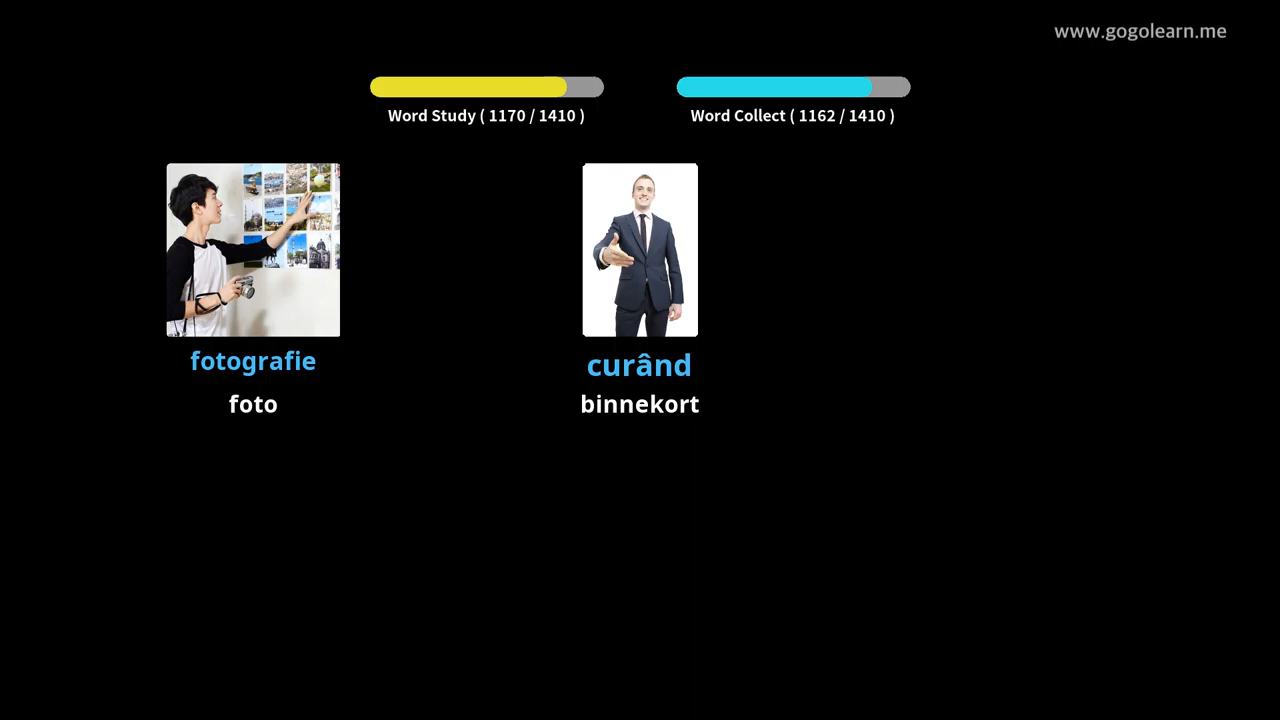 www.gogolearn.me
Word Study ( 1170 / 1410 )
Word Collect ( 1162 / 1410 )
fotografie
foto
curând
binnekort